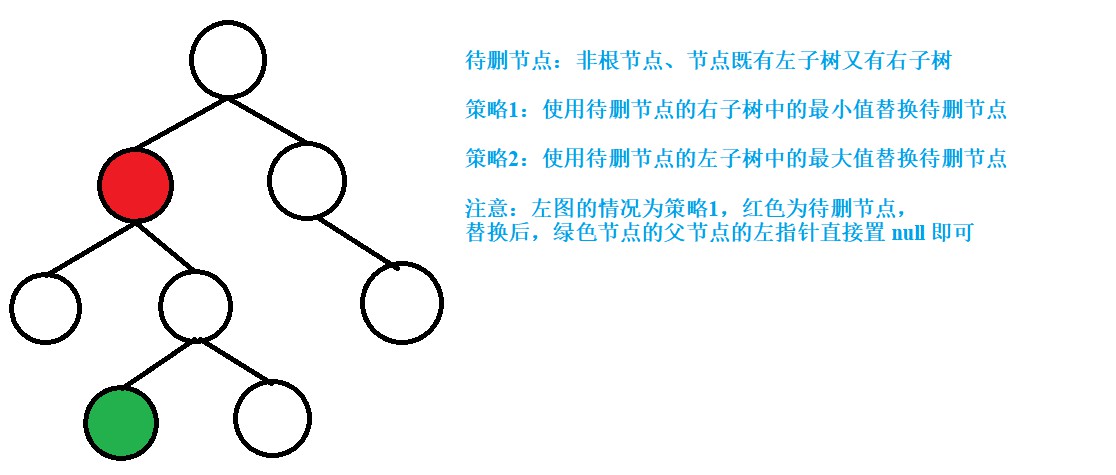 待删节点：非根节点、节点既有左子树又有右子树
策略1：使用待删节点的右子树中的最小值替换待删节点
策略2：使用待删节点的左子树中的最大值替换待删节点
注意：左图的情况为策略1，红色为待删节点，
替换后，绿色节点的父节点的左指针直接置 null 即可